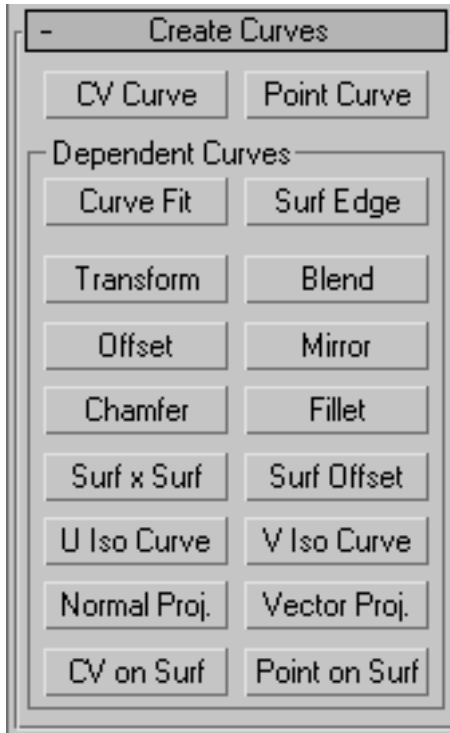 - Create Curves
CV Curve Point Curve
Dependent Curves
Curve Fit Surf Edge
Transform Blend
Offset Mirror
Chamfer Fillet
Surf x Surf Surf Offset
U Iso Curve V Iso Curve
Normal Proj. Vector Proj.
CV on Surf Point on Surf